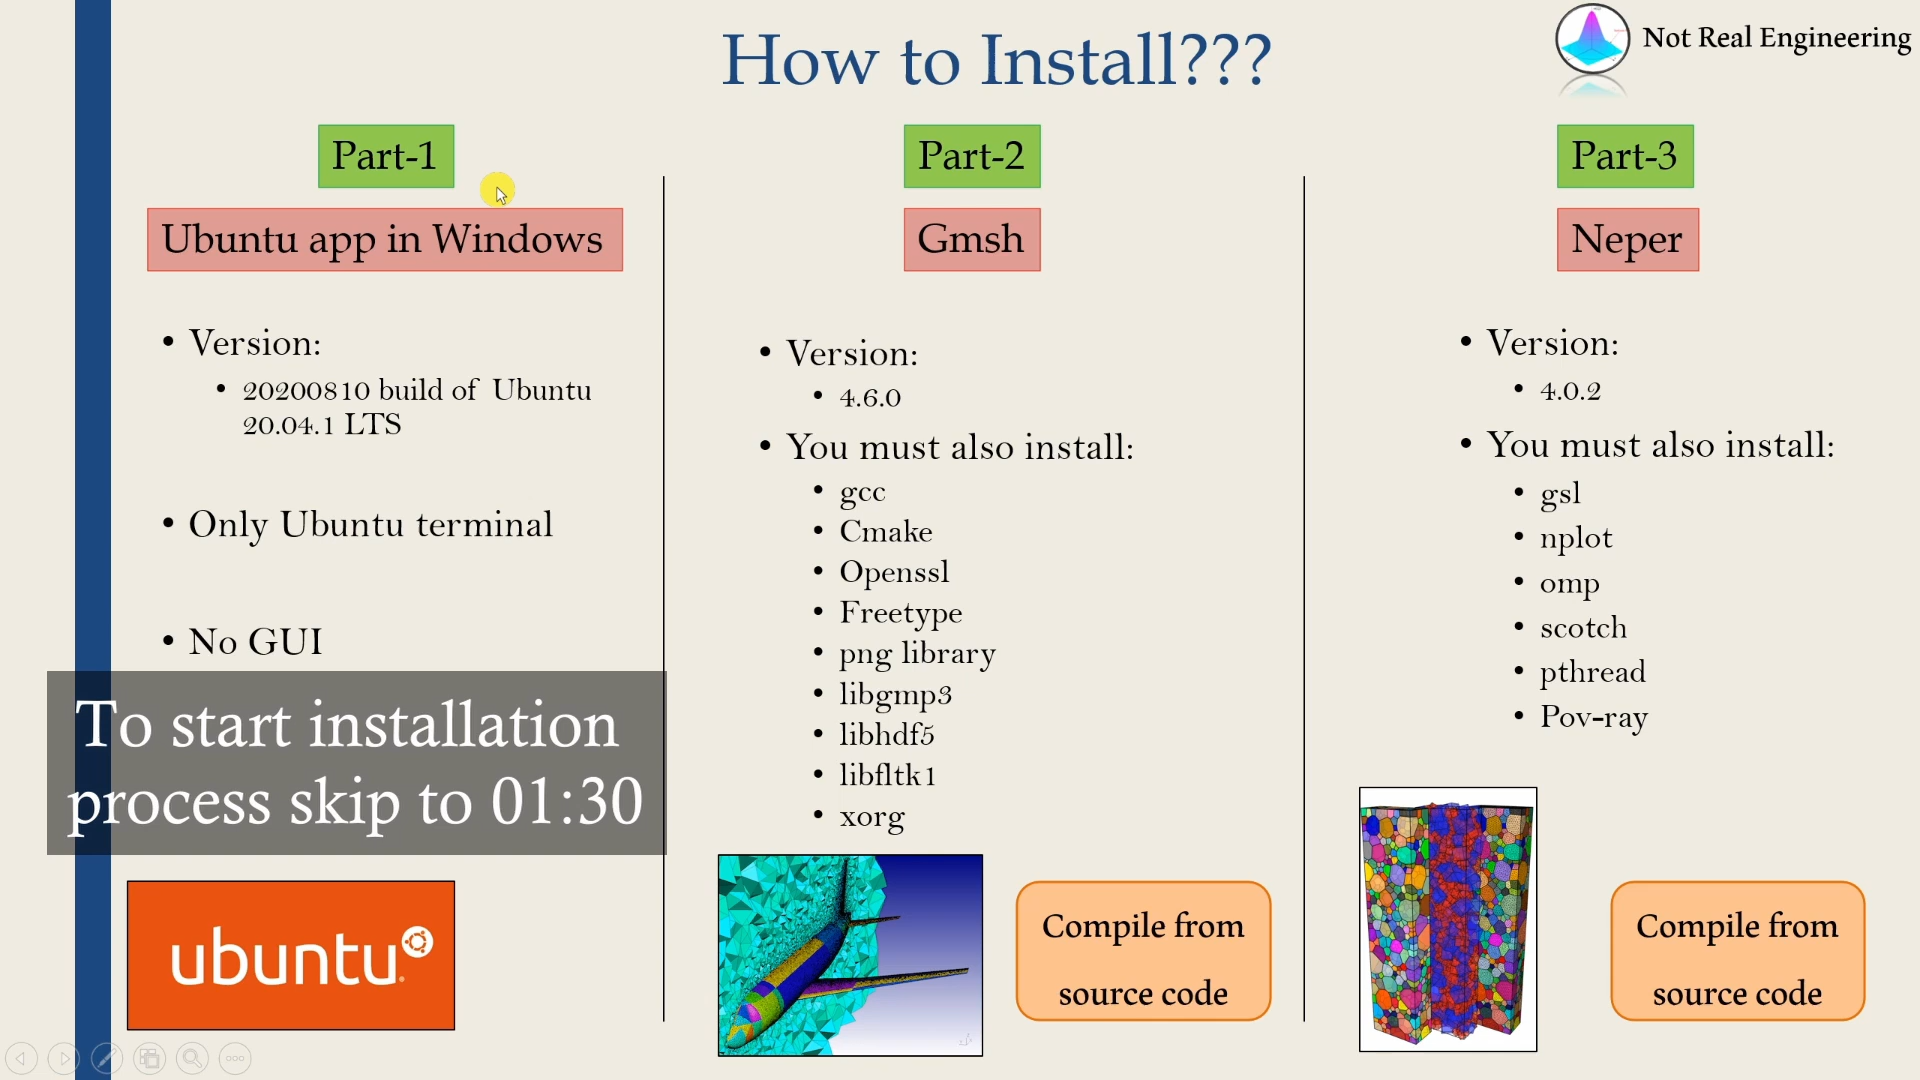 How to Install???
Not Real Engineering
Part-1
Ubuntu app in Windows
• Version:
• 20200810 build of Ubuntu
20.04.1 LTS
• Only Ubuntu terminal
• No GUI
To start installation
process skip to 01:30
ubuntu
Part-2
Gmsh
• Version:
• 4.6.0
• You must also install:
• gcc
• Cmake
• Openssl
• Freetype
• png library
• libgmp3
• libhdf5
• libfltk1
• xorg
Compile from
source code
Part-3
Neper
• Version:
• 4.0.2
• You must also install:
• gsl
• nplot
• omp
• scotch
• pthread
• Pov-ray
Compile from
source code